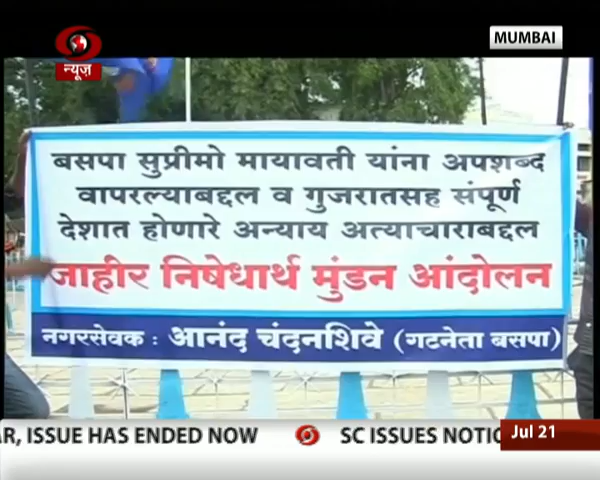 MUMBAI
न्यूज़
बसपा सुप्रीमो मायावती यांना अपशब्द
वापरल्याबद्दल व गुजरातसह संपूर्ण
देशात होणारे अन्याय अत्याचाराबद्दल
जाहीर निषेधार्थ मुंडन आंदोलन
नगरसेवक : आनंद चंदनशिवे (गटनेता बसपा)
AR, ISSUE HAS ENDED NOW SC ISSUES NOTIC Jul 21